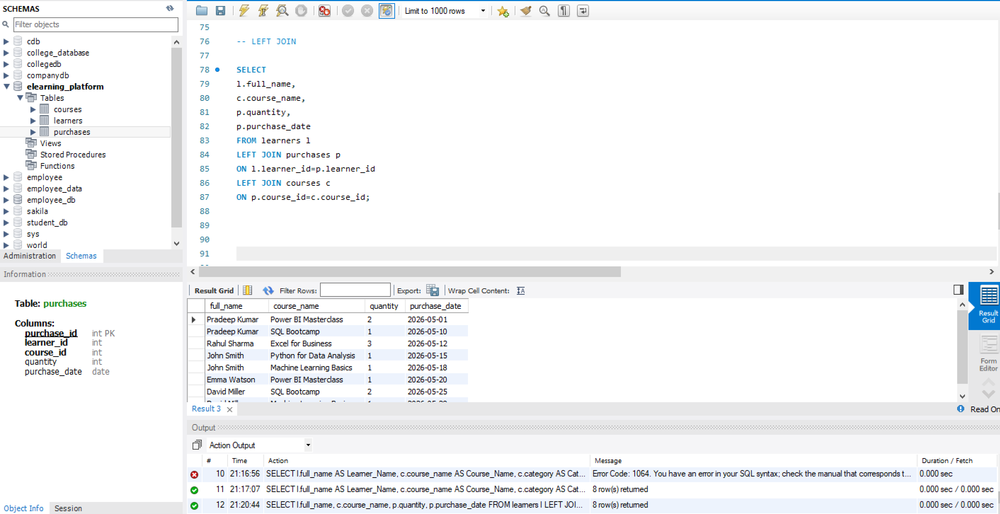 SCHEMAS
Filter objects
cdb
college_database
collegedb
companydb
elearning_platform
Tables
courses
learners
purchases
Views
Stored Procedures
Functions
employee
employee_data
employee_db
sakila
student_db
sys
world
Administration Schemas
Information
Table: purchases
Columns:
purchase_id int PK
learner_id int
course_id int
quantity int
purchase_date date
Object Info Session
Limit to 1000 rows
75
76 -- LEFT JOIN
77
78 SELECT
79 l.full_name,
80 c.course_name,
81 p.quantity,
82 p.purchase_date
83 FROM learners l
84 LEFT JOIN purchases p
85 ON l.learner_id=p.learner_id
86 LEFT JOIN courses c
87 ON p.course_id=c.course_id;
88
89
90
91
Result Grid Filter Rows: Export: Wrap Cell Content:
full_name course_name quantity purchase_date
Pradeep Kumar Power BI Masterclass 2 2026-05-01
Pradeep Kumar SQL Bootcamp 1 2026-05-10
Rahul Sharma Excel for Business 3 2026-05-12
John Smith Python for Data Analysis 1 2026-05-15
John Smith Machine Learning Basics 1 2026-05-18
Emma Watson Power BI Masterclass 1 2026-05-20
David Miller SQL Bootcamp 2 2026-05-25
Result
Grid
Form
Editor
Result 3
Read On
Output
Action Output
# Time Action Message Duration / Fetch
10 21:16:56 SELECT l.full_name AS Learner_Name, c.course_name AS Course_Name, c.category AS Cat... Error Code: 1064. You have an error in your SQL syntax; check the manual that corresponds t... 0.000 sec
11 21:17:07 SELECT l.full_name AS Learner_Name, c.course_name AS Course_Name, c.category AS Cat... 8 row(s) returned 0.000 sec / 0.000 sec
12 21:20:44 SELECT l.full_name, c.course_name, p.quantity, p.purchase_date FROM learners l LEFT JOI... 8 row(s) returned 0.000 sec / 0.000 sec